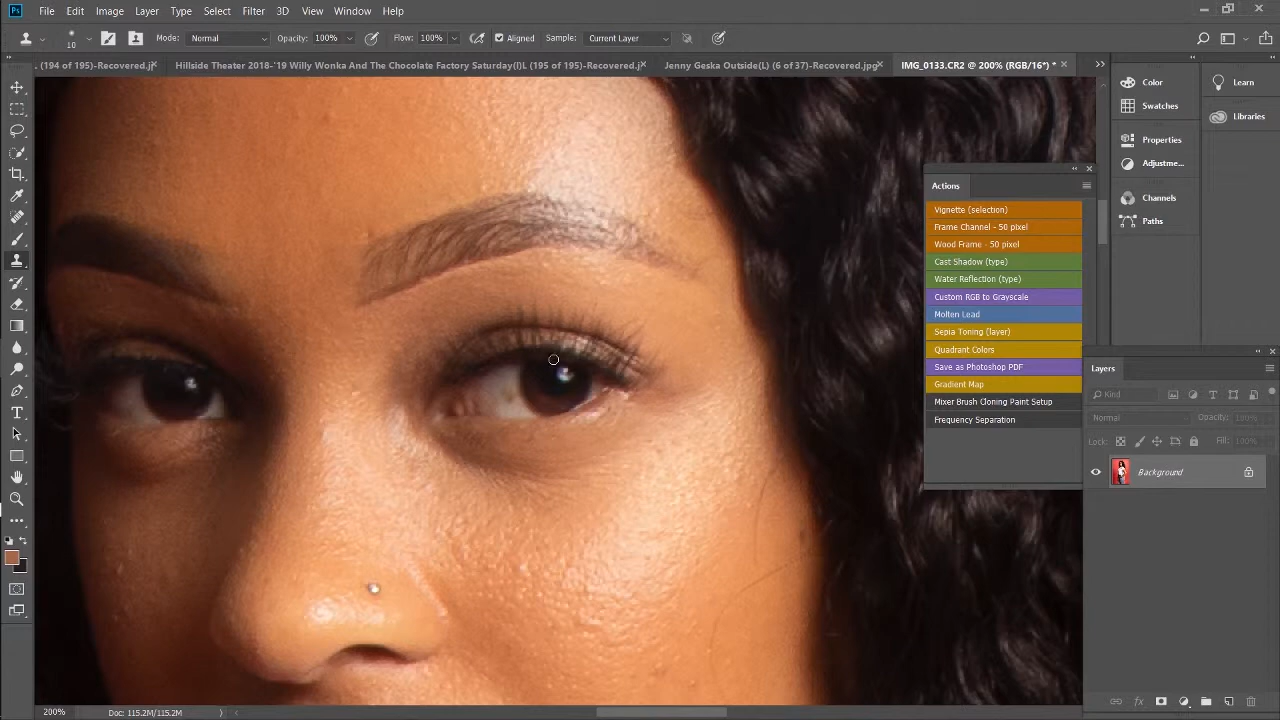 Ps File Edit Image Layer Type Select Filter 3D View Window Help
10 Mode: Normal Opacity: 100% Flow: 100% Aligned Sample: Current Layer
. (194 of 195)-Recovered.j Hillside Theater 2018-'19 Willy Wonka And The Chocolate Factory Saturday(I)L (195 of 195)-Recovered.j Jenny Geska Outside(L) (6 of 37)-Recovered.jpg IMG_0133.CR2 @ 200% (RGB/16*) *
Color
Learn
Swatches
Libraries
Properties
Adjustme...
Channels
Paths
Actions
Vignette (selection)
Frame Channel - 50 pixel
Wood Frame - 50 pixel
Cast Shadow (type)
Water Reflection (type)
Custom RGB to Grayscale
Molten Lead
Sepia Toning (layer)
Quadrant Colors
Save as Photoshop PDF
Gradient Map
Mixer Brush Cloning Paint Setup
Frequency Separation
Layers
Kind
Normal Opacity: 100%
Lock: Fill: 100%
Background
200% Doc: 115.2M/115.2M